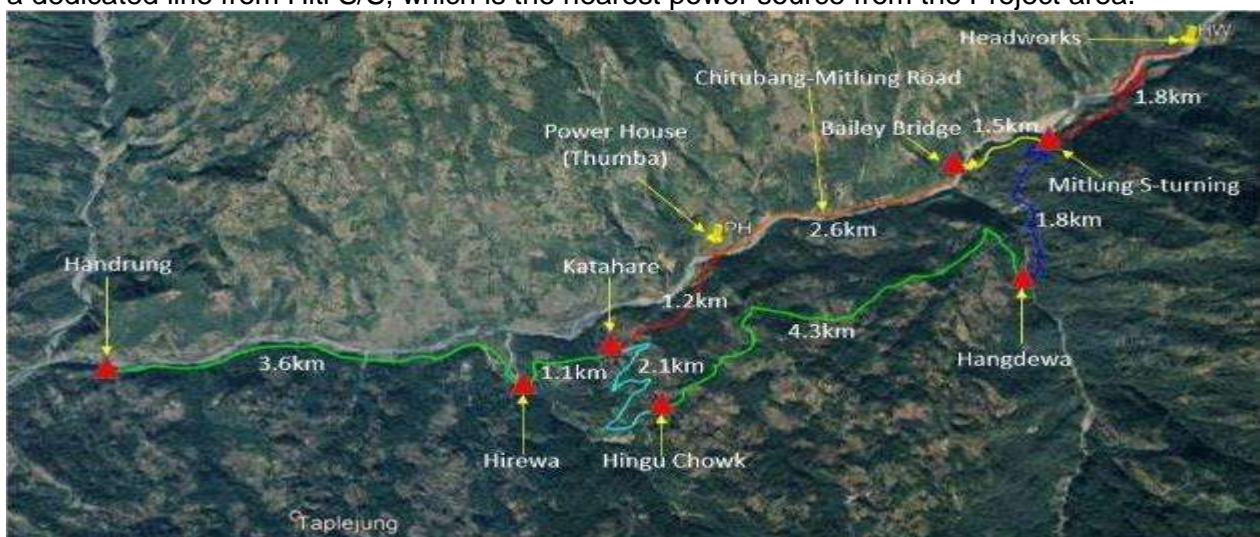 a dedicated line from Hiti S/S, which is the nearest power source from the Project area.
HW
Headworks
Chitubang-Mitlung Road
1.8km
Power House
(Thumba)
Bailey Bridge
1.5km
Mitlung S-turning
PH
2.6km
1.8km
Handrung
Katahare
1.2km
4.3km
Hangdewa
3.6km
1.1km
2.1km
Hirewa
Hingu Chowk
Taplejung